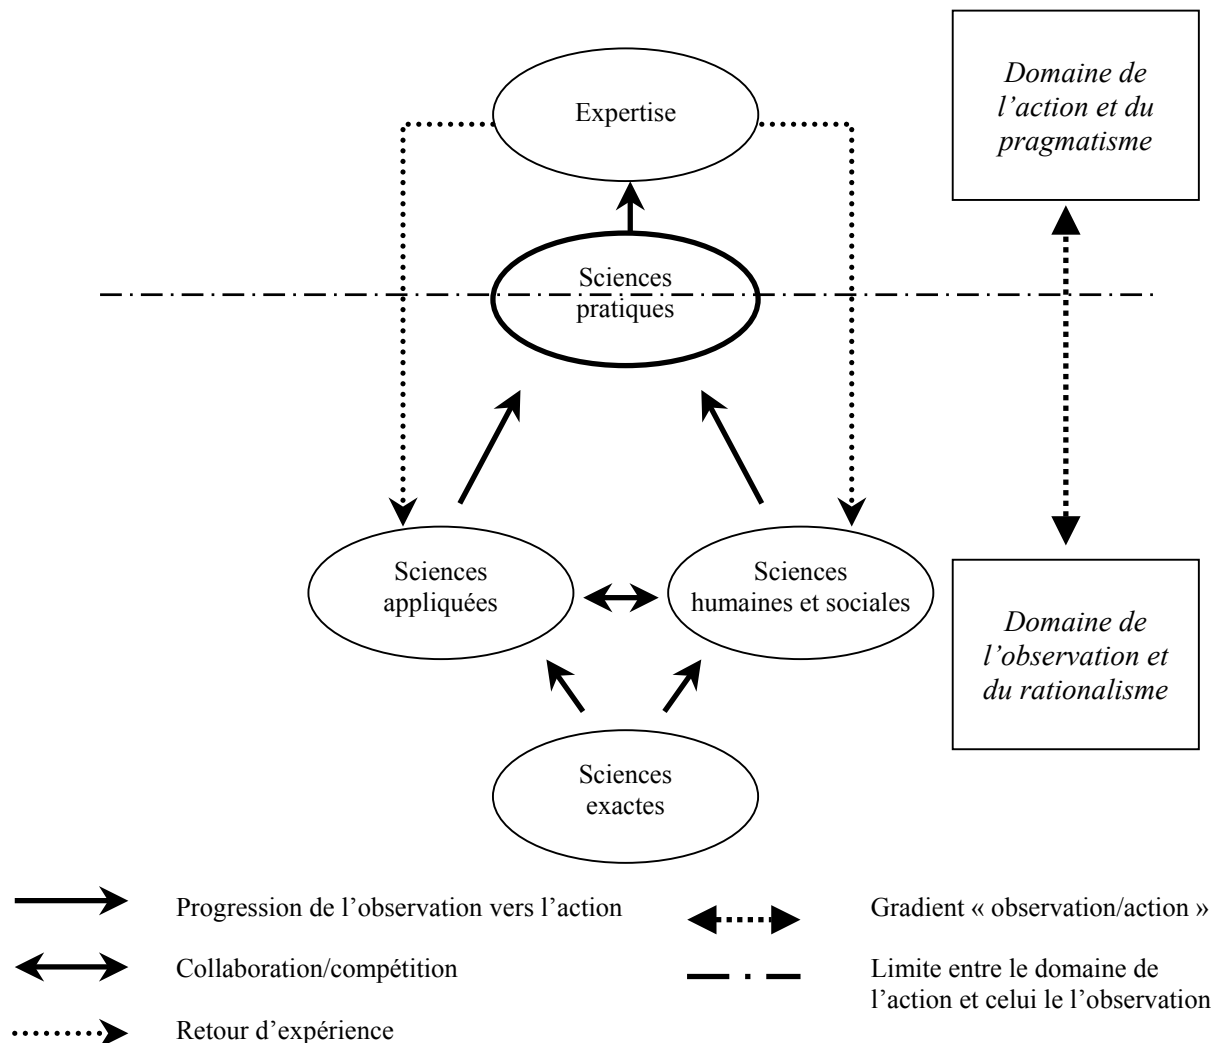 Expertise
Domaine de
l’action et du
pragmatisme
Sciences
pratiques
Sciences
appliquées
Sciences
humaines et sociales
Domaine de
l’observation et
du rationalisme
Sciences
exactes
Progression de l’observation vers l’action
Collaboration/compétition
Retour d’expérience
Gradient « observation/action »
Limite entre le domaine de
l’action et celui le l’observation